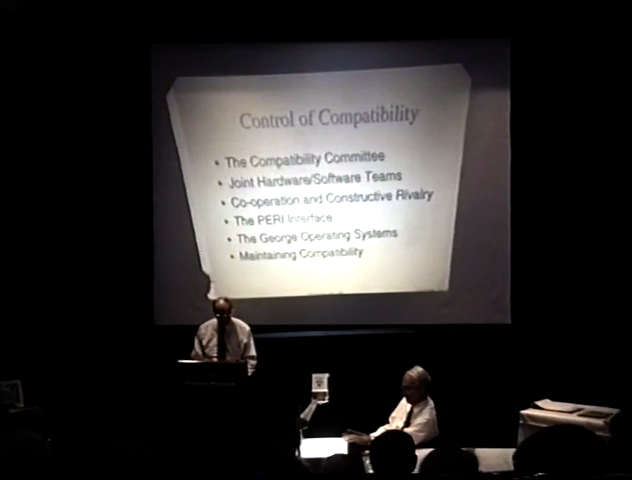 Control of Compatibility
• The Compatibility Committee
• Joint Hardware/Software Teams
• Co-operation and Constructive Rivalry
• The PERI Interface
• The George Operating Systems
• Maintaining Compatibility